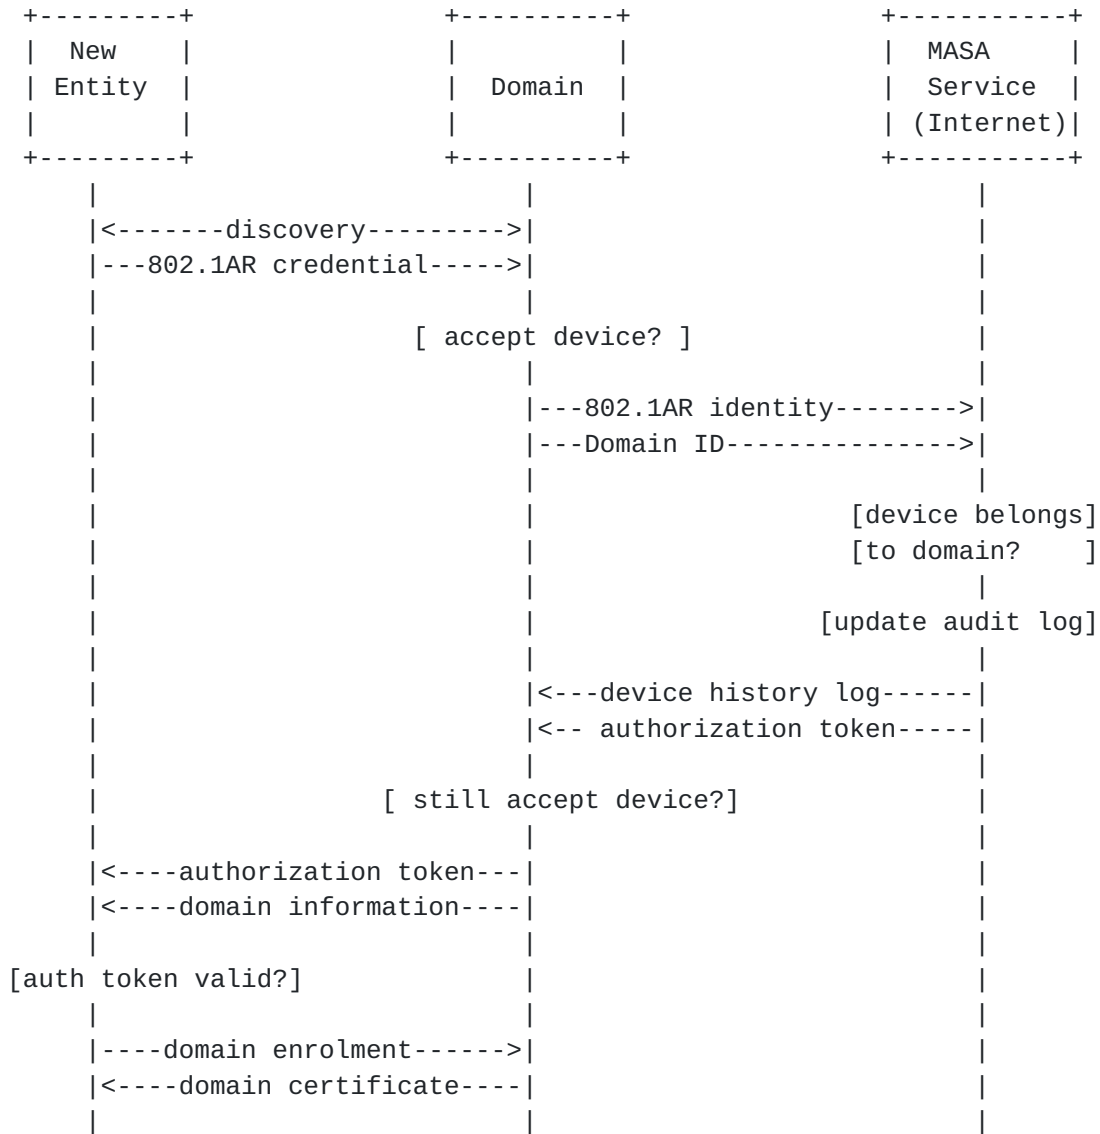 +---------+                +----------+                +-----------+
|  New    |                |          |                |  MASA     |
| Entity  |                |  Domain  |                |  Service  |
|         |                |          |                | (Internet)|
+---------+                +----------+                +-----------+
    |                           |                            |
    |<-------discovery--------->|                            |
    |---802.1AR credential----->|                            |
    |                           |                            |
    |                    [ accept device? ]                  |
    |                           |                            |
    |                           |---802.1AR identity-------->|
    |                           |---Domain ID--------------->|
    |                           |                            |
    |                           |                    [device belongs]
    |                           |                    [to domain?    ]
    |                           |                            |
    |                           |                  [update audit log]
    |                           |                            |
    |                           |<---device history log------|
    |                           |<-- authorization token-----|
    |                           |                            |
    |                  [ still accept device?]               |
    |                           |                            |
    |<----authorization token---|                            |
    |<----domain information----|                            |
    |                           |                            |
[auth token valid?]             |                            |
    |                           |                            |
    |----domain enrolment------>|                            |
    |<----domain certificate----|                            |
    |                           |                            |